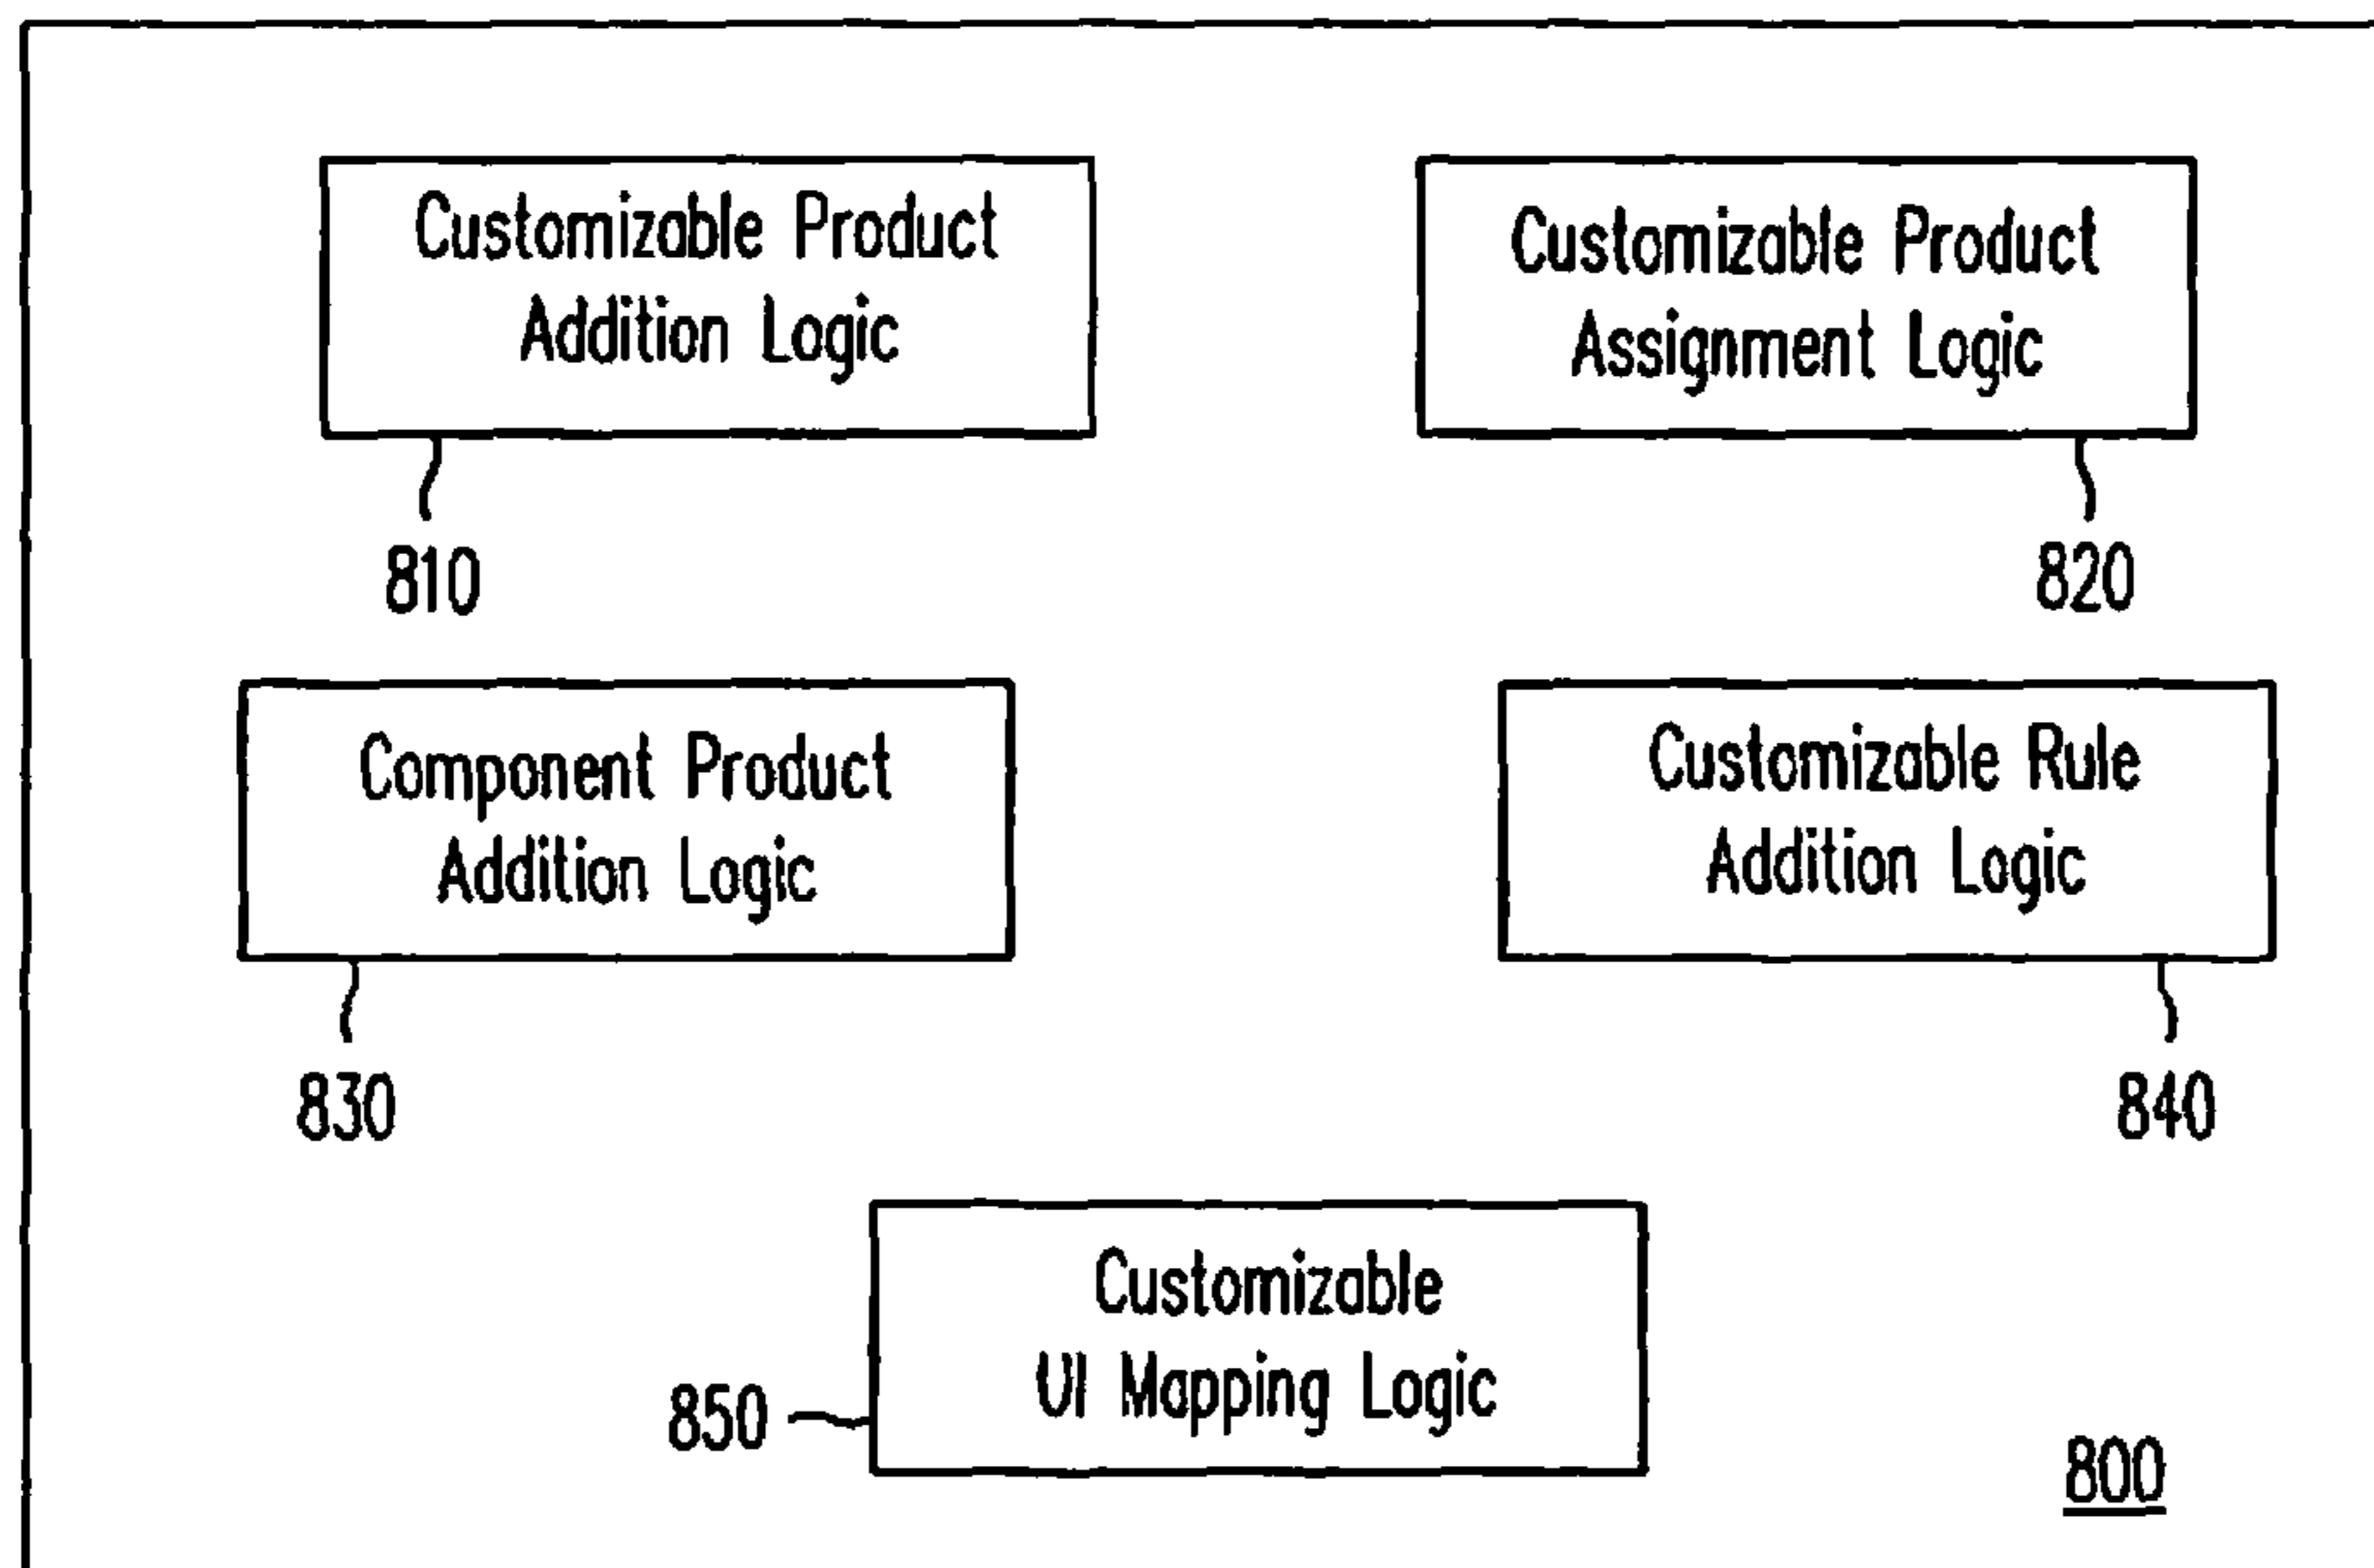 Customizable Product
Addition Logic
810
Customizable Product
Assignment Logic
820
Component Product
Addition Logic
830
Customizable Rule
Addition Logic
840
Customizable
UI Mapping Logic
850
800